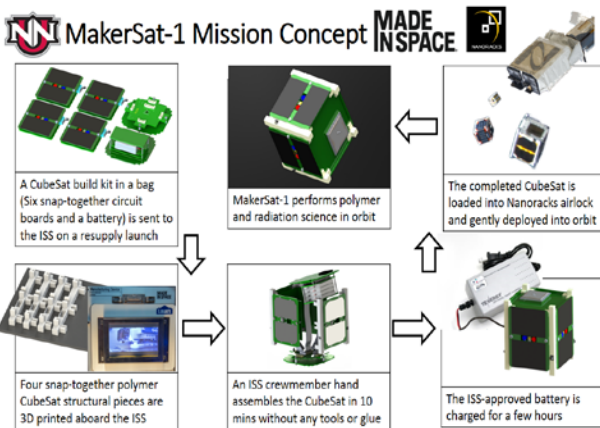 NN MakerSat-1 Mission Concept MADE IN SPACE NANORACKS
A CubeSat build kit in a bag
(Six snap-together circuit
boards and a battery) is sent to
the ISS on a resupply launch
MakerSat-1 performs polymer
and radiation science in orbit
The completed CubeSat is
loaded into Nanoracks airlock
and gently deployed into orbit
Four snap-together polymer
CubeSat structural pieces are
3D printed aboard the ISS
An ISS crewmember hand
assembles the CubeSat in 10
mins without any tools or glue
The ISS-approved battery is
charged for a few hours